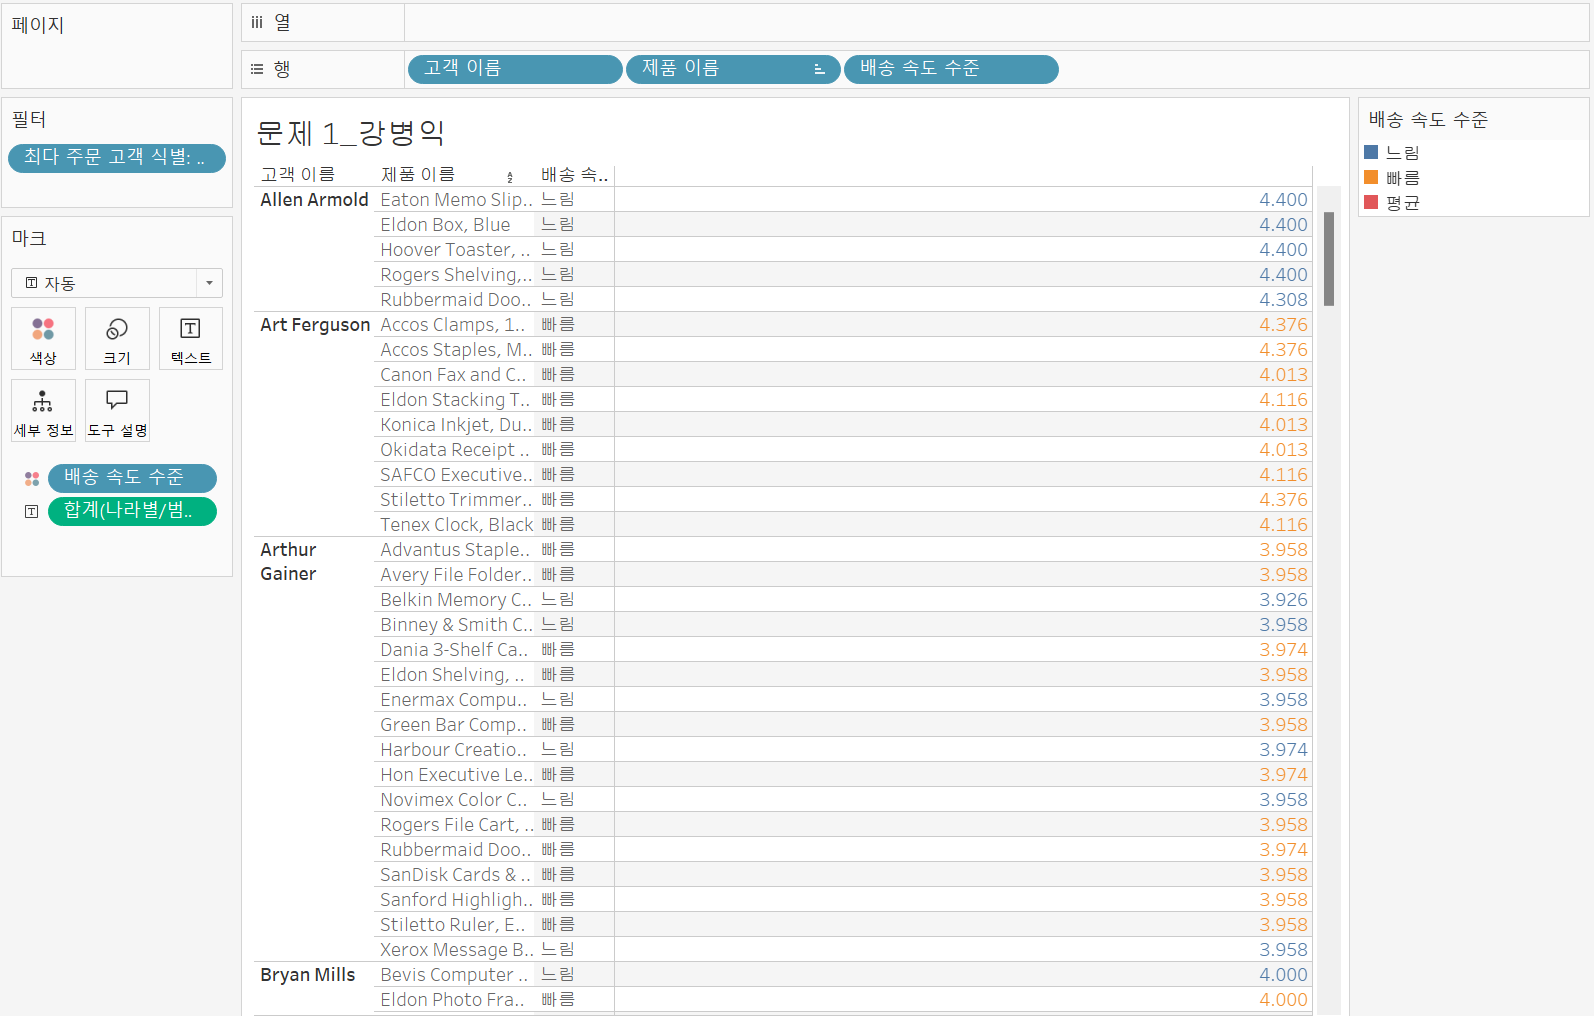 페이지
열
행
고객 이름
제품 이름
배송 속도 수준
필터
최다 주문 고객 식별: ..
마크
자동
색상
크기
텍스트
세부 정보
도구 설명
배송 속도 수준
합계(나라별/범..
문제 1_강병익
고객 이름 제품 이름 배송 속..
Allen Armold Eaton Memo Slip.. 느림 4.400
Eldon Box, Blue 느림 4.400
Hoover Toaster, .. 느림 4.400
Rogers Shelving,.. 느림 4.400
Rubbermaid Doo.. 느림 4.308
Art Ferguson Accos Clamps, 1.. 빠름 4.376
Accos Staples, M.. 빠름 4.376
Canon Fax and C.. 빠름 4.013
Eldon Stacking T.. 빠름 4.116
Konica Inkjet, Du.. 빠름 4.013
Okidata Receipt .. 빠름 4.013
SAFCO Executive.. 빠름 4.116
Stiletto Trimmer.. 빠름 4.376
Tenex Clock, Black 빠름 4.116
Arthur Advantus Staple.. 빠름 3.958
Gainer Avery File Folder.. 빠름 3.958
Belkin Memory C.. 느림 3.926
Binney & Smith C.. 느림 3.958
Dania 3-Shelf Ca.. 빠름 3.974
Eldon Shelving, .. 빠름 3.958
Enermax Compu.. 느림 3.958
Green Bar Comp.. 빠름 3.958
Harbour Creatio.. 느림 3.974
Hon Executive Le.. 빠름 3.974
Novimex Color C.. 느림 3.958
Rogers File Cart, .. 빠름 3.958
Rubbermaid Doo.. 빠름 3.974
SanDisk Cards & .. 빠름 3.958
Sanford Highligh.. 빠름 3.958
Stiletto Ruler, E.. 빠름 3.958
Xerox Message B.. 느림 3.958
Bryan Mills Bevis Computer .. 느림 4.000
Eldon Photo Fra.. 빠름 4.000
배송 속도 수준
느림
빠름
평균